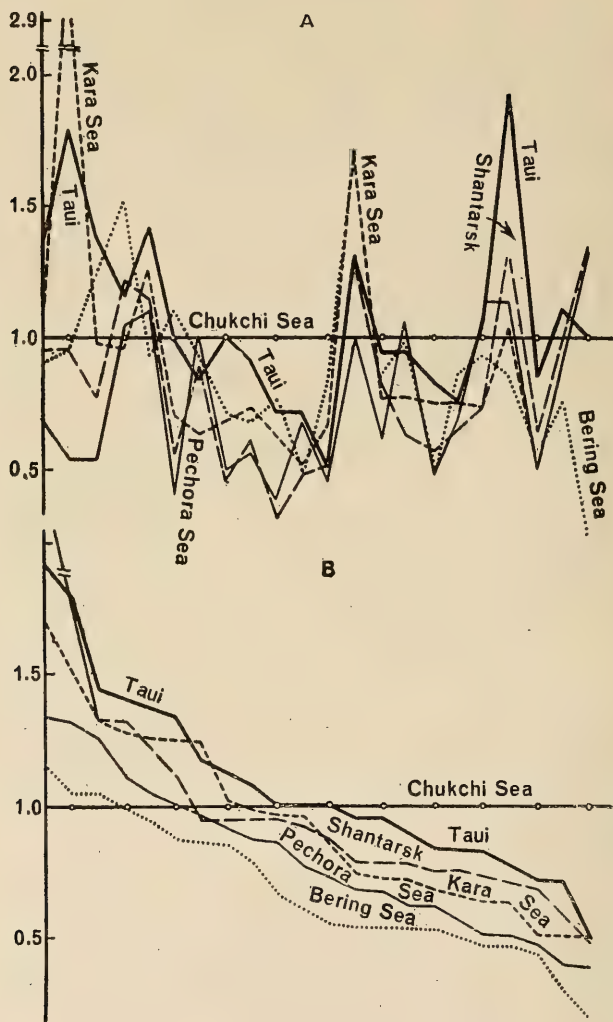 A
2.9
2.0
Kara Sea
Taui
1.5
Kara Sea
Shantarsk
Taui
Chukchi Sea
1.0
Taui
Pechora Sea
0.5
Bering Sea
B
1.5
Taui
Chukchi Sea
1.0
Shantarsk
Taui
Pechora Sea
Kara Sea
Bering Sea
0.5